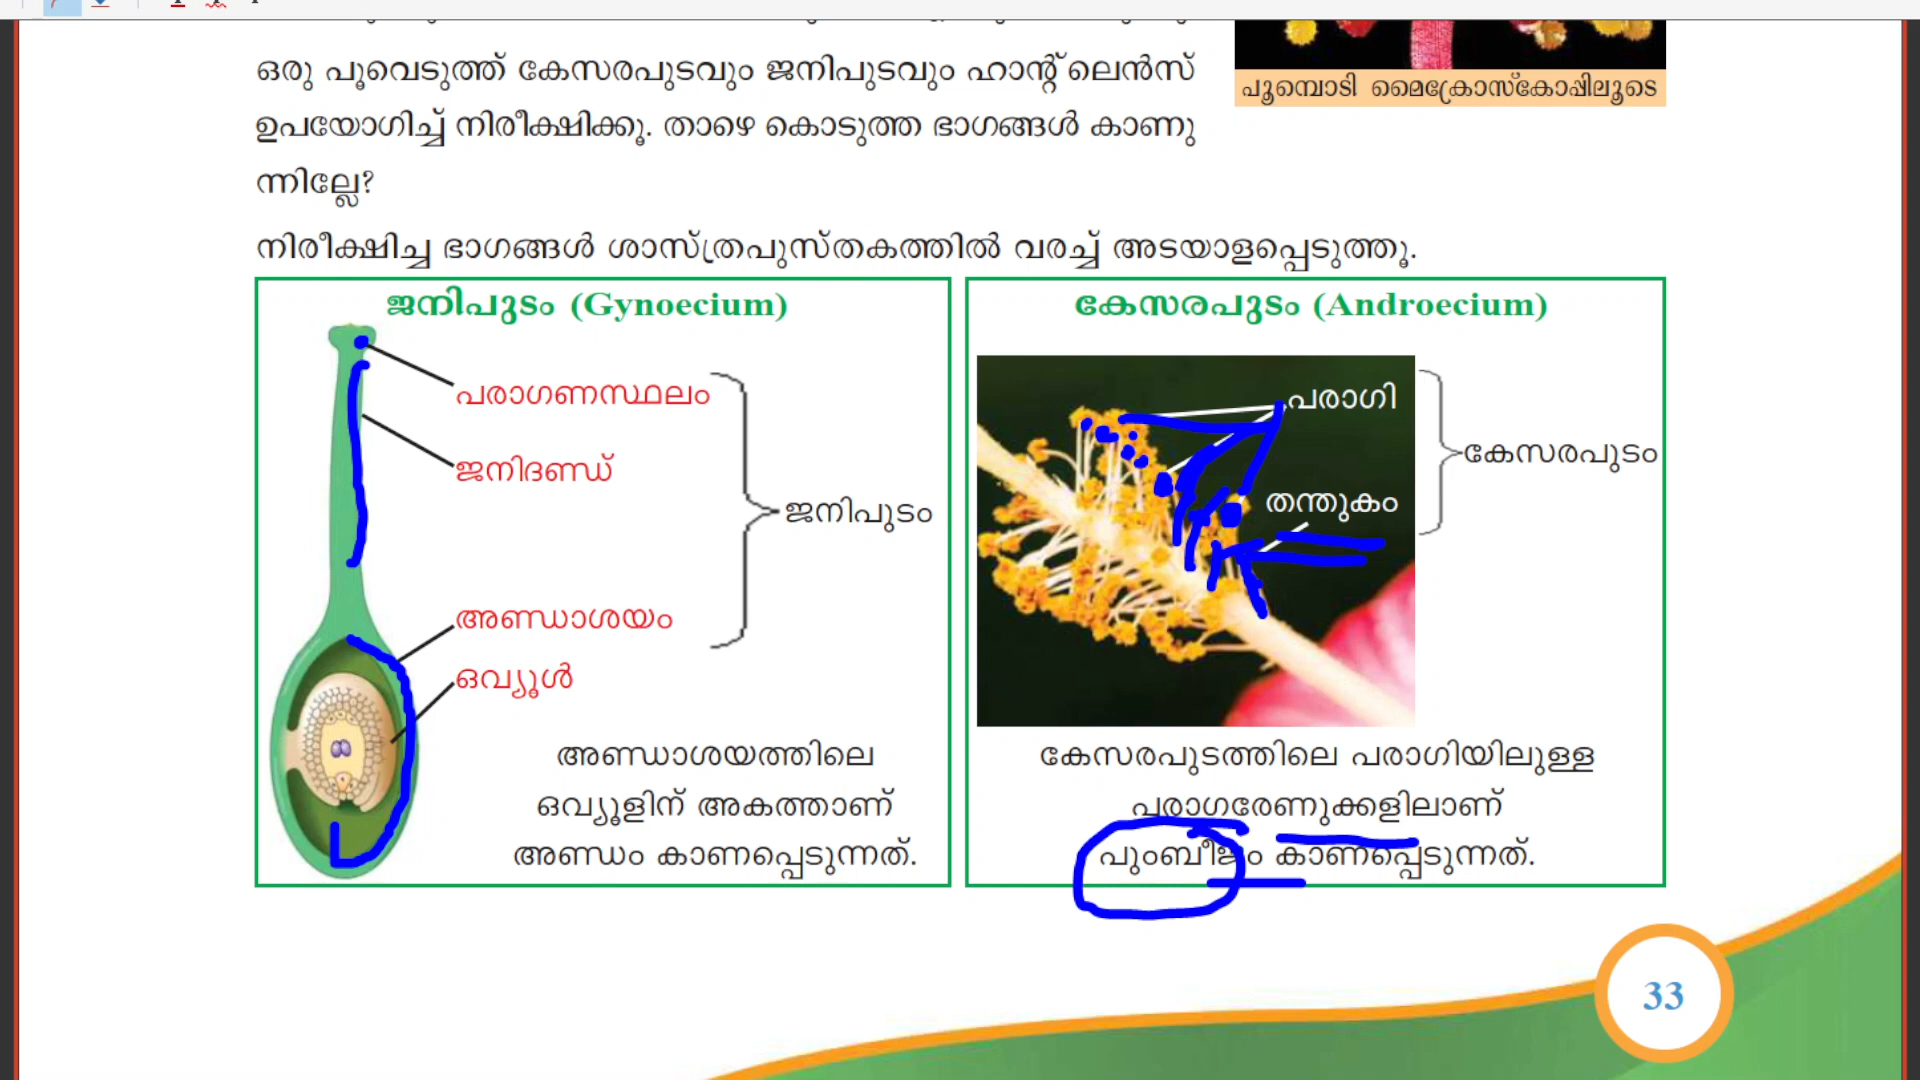 ഒരു പൂവെടുത്ത് കേസരപുടവും ജനിപുടവും ഹാന്റ് ലെൻസ്
പൂമ്പൊടി മൈക്രോസ്കോപ്പിലൂടെ
ഉപയോഗിച്ച് നിരീക്ഷിക്കൂ. താഴെ കൊടുത്ത ഭാഗങ്ങൾ കാണു
ന്നില്ലേ?
നിരീക്ഷിച്ച ഭാഗങ്ങൾ ശാസ്ത്രപുസ്തകത്തിൽ വരച്ച് അടയാളപ്പെടുത്തൂ.
ജനിപുടം (Gynoecium)
പരാഗണസ്ഥലം
ജനിദണ്ഡ്
ജനിപുടം
അണ്ഡാശയം
ഒവ്യൂൾ
അണ്ഡാശയത്തിലെ
ഒവ്യൂളിന് അകത്താണ്
അണ്ഡം കാണപ്പെടുന്നത്.
കേസരപുടം (Androecium)
പരാഗി
കേസരപുടം
തന്തുകം
കേസരപുടത്തിലെ പരാഗിയിലുള്ള
പരാഗരേണുക്കളിലാണ്
പുംബീജം കാണപ്പെടുന്നത്.
33